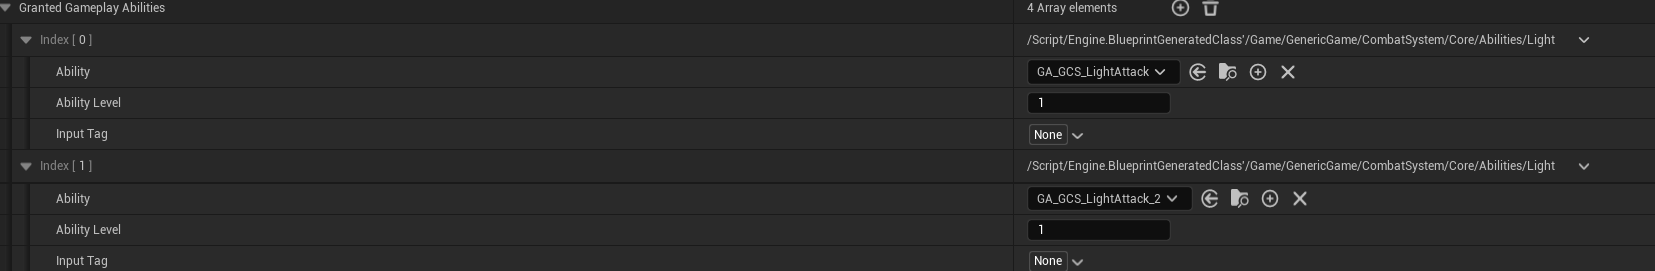 Granted Gameplay Abilities 4 Array elements
Index [ 0 ] /Script/Engine.BlueprintGeneratedClass'/Game/GenericGame/CombatSystem/Core/Abilities/Light
Ability GA_GCS_LightAttack
Ability Level 1
Input Tag None
Index [ 1 ] /Script/Engine.BlueprintGeneratedClass'/Game/GenericGame/CombatSystem/Core/Abilities/Light
Ability GA_GCS_LightAttack_2
Ability Level 1
Input Tag None